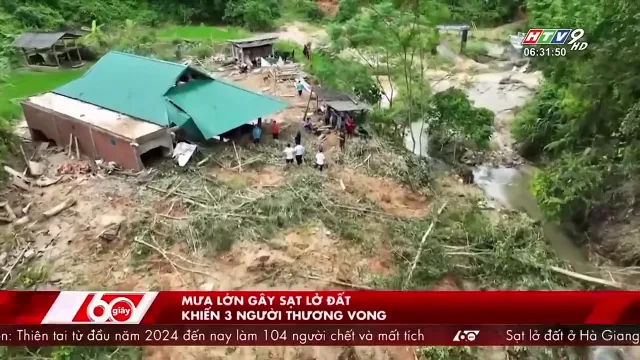 HTV9 HD
06:31:50
60 giây
MƯA LỚN GÂY SẠT LỞ ĐẤT
KHIẾN 3 NGƯỜI THƯƠNG VONG
ển: Thiên tai từ đầu năm 2024 đến nay làm 104 người chết và mất tích 60" Sạt lở đất ở Hà Giang